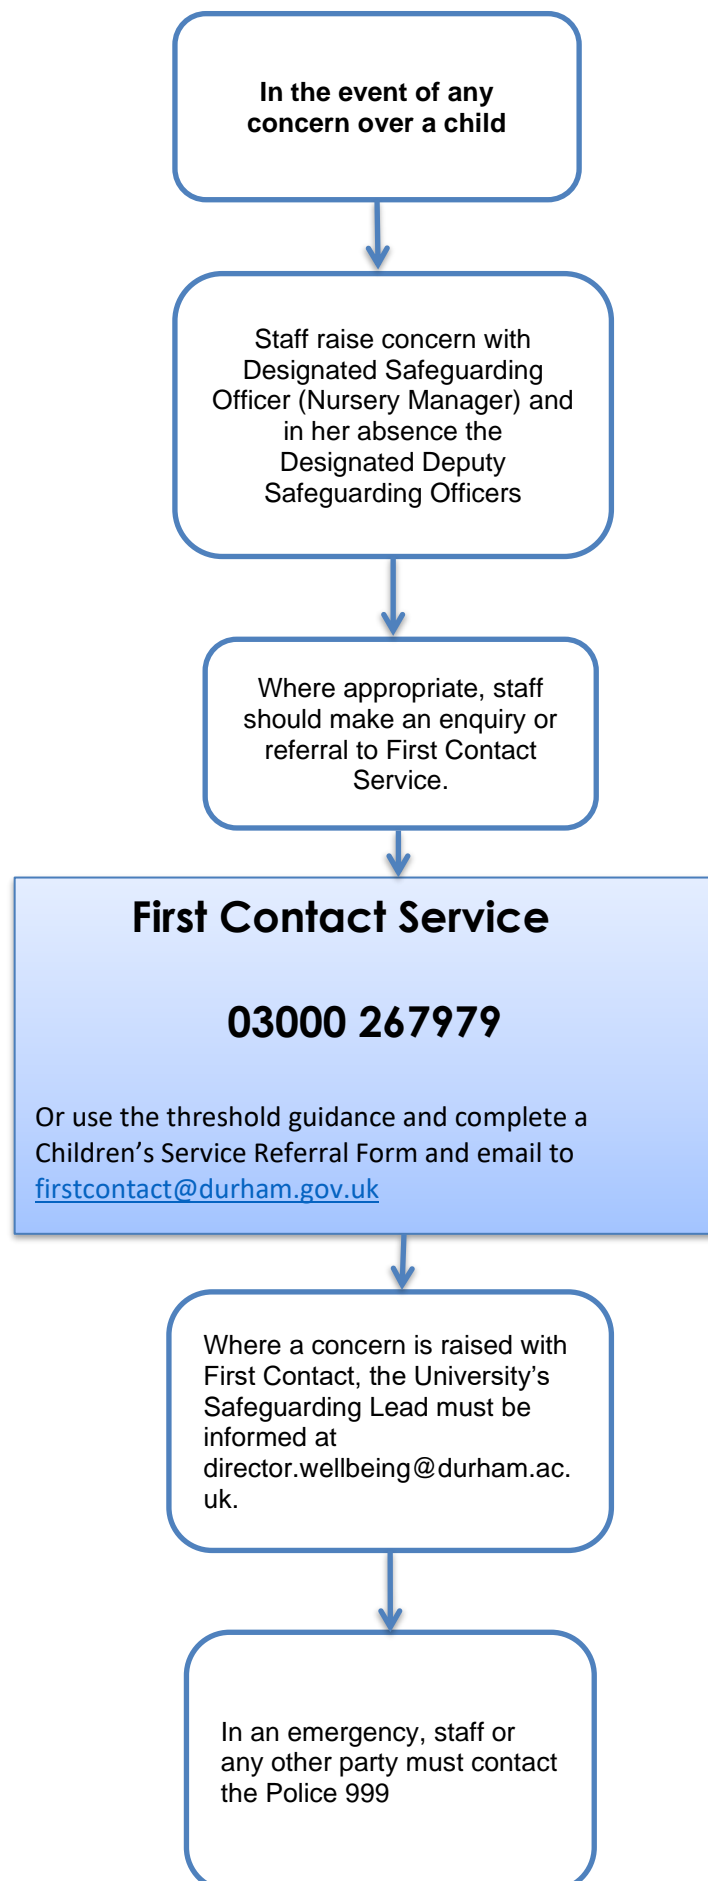 In the event of any
concern over a child
Staff raise concern with
Designated Safeguarding
Officer (Nursery Manager) and
in her absence the
Designated Deputy
Safeguarding Officers
Where appropriate, staff
should make an enquiry or
referral to First Contact
Service.
First Contact Service
03000 267979
Or use the threshold guidance and complete a
Children’s Service Referral Form and email to
firstcontact@durham.gov.uk
Where a concern is raised with
First Contact, the University’s
Safeguarding Lead must be
informed at
director.wellbeing@durham.ac.
uk.
In an emergency, staff or
any other party must contact
the Police 999